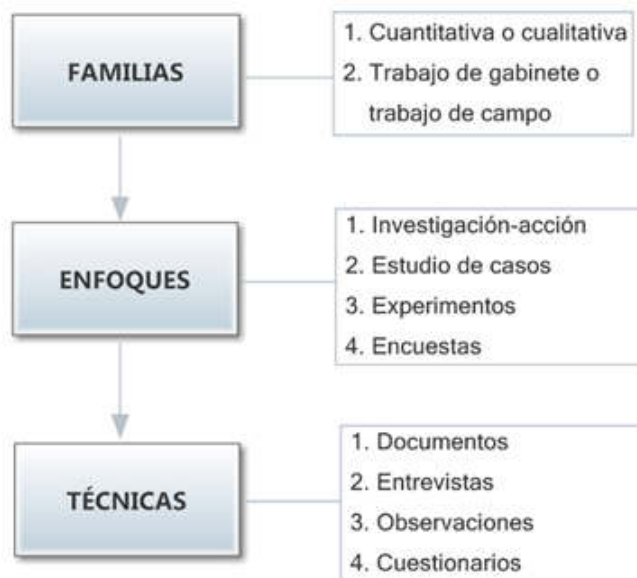 FAMILIAS
1. Cuantitativa o cualitativa
2. Trabajo de gabinete o
trabajo de campo
ENFOQUES
1. Investigación-acción
2. Estudio de casos
3. Experimentos
4. Encuestas
TÉCNICAS
1. Documentos
2. Entrevistas
3. Observaciones
4. Cuestionarios